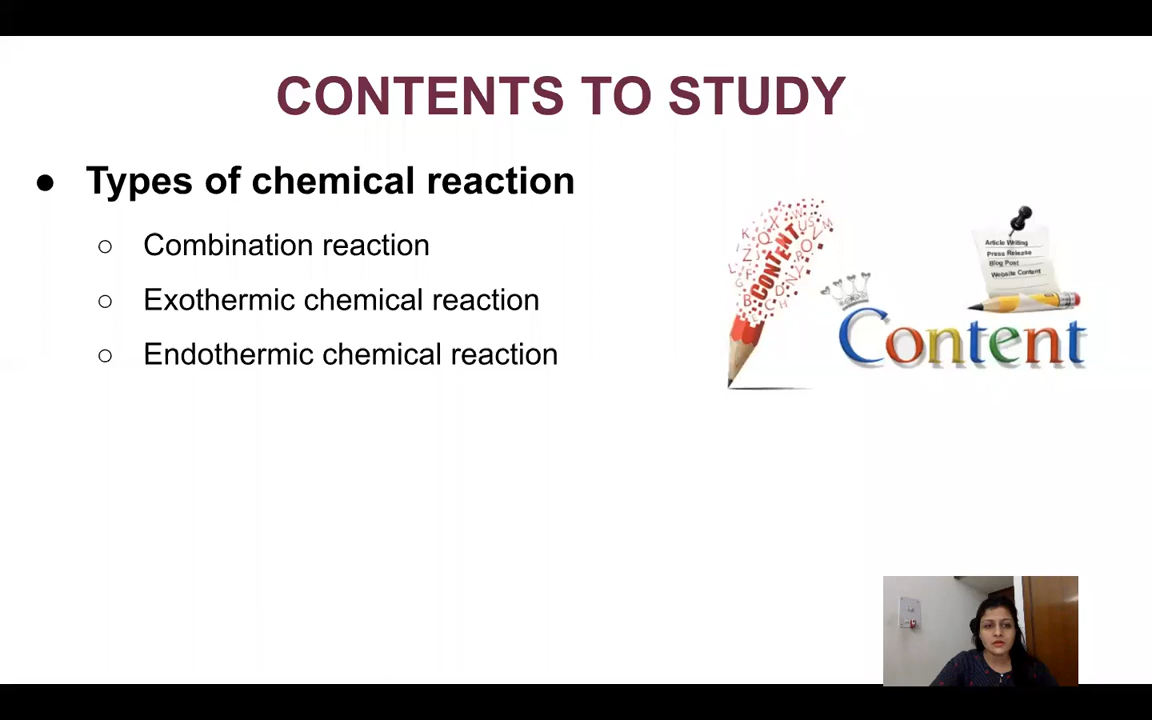 CONTENTS TO STUDY
● Types of chemical reaction
○ Combination reaction
○ Exothermic chemical reaction
○ Endothermic chemical reaction
CONTENT
Article Writing
Press Release
Blog Post
Website Content
Content